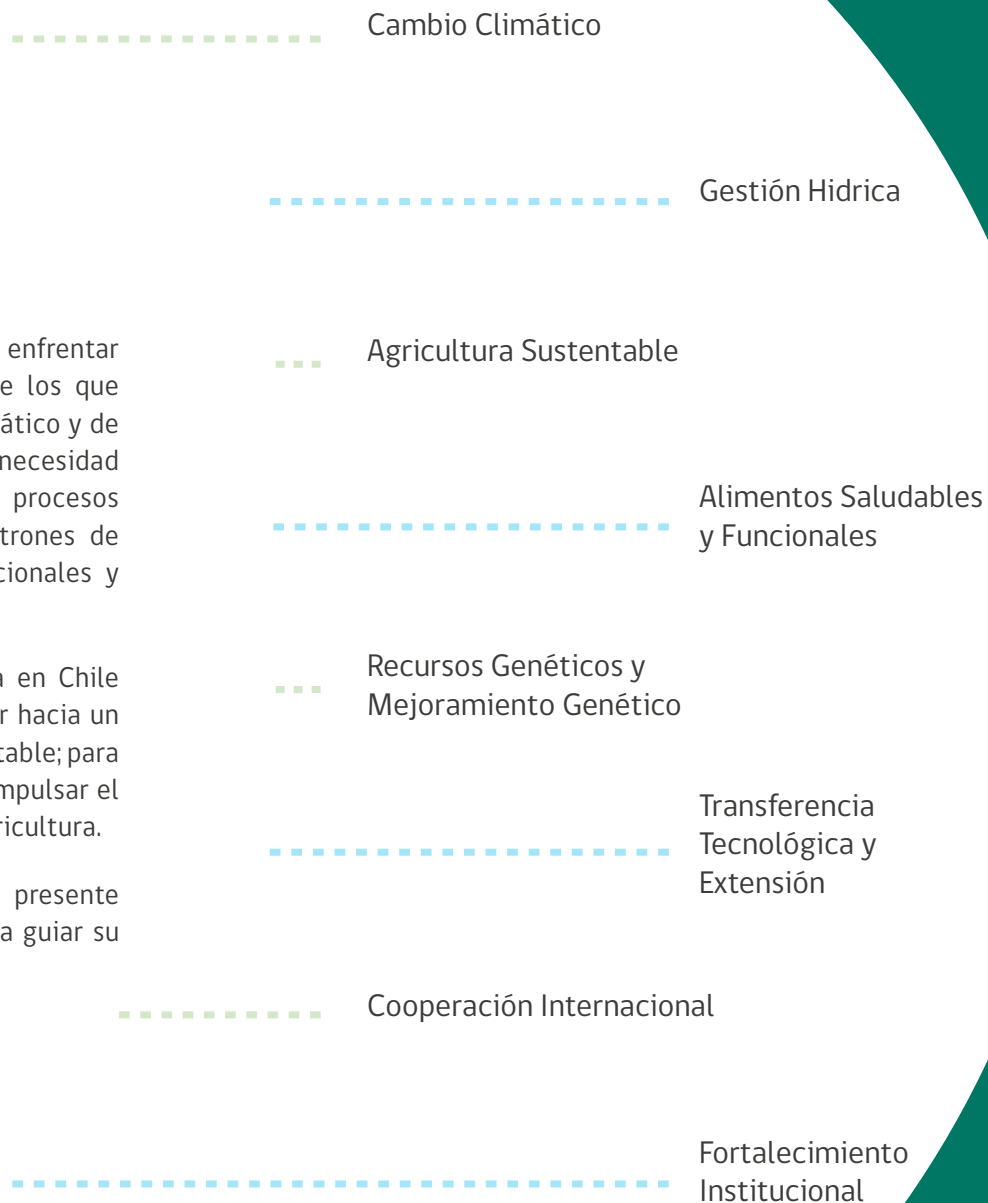 Cambio Climático
Gestión Hidrica
enfrentar
e los que
ático y de
necesidad
procesos
trones de
cionales y
a en Chile
r hacia un
table; para
mpulsar el
ricultura.
presente
a guiar su
Agricultura Sustentable
Alimentos Saludables
y Funcionales
Recursos Genéticos y
Mejoramiento Genético
Transferencia
Tecnológica y
Extensión
Cooperación Internacional
Fortalecimiento
Institucional